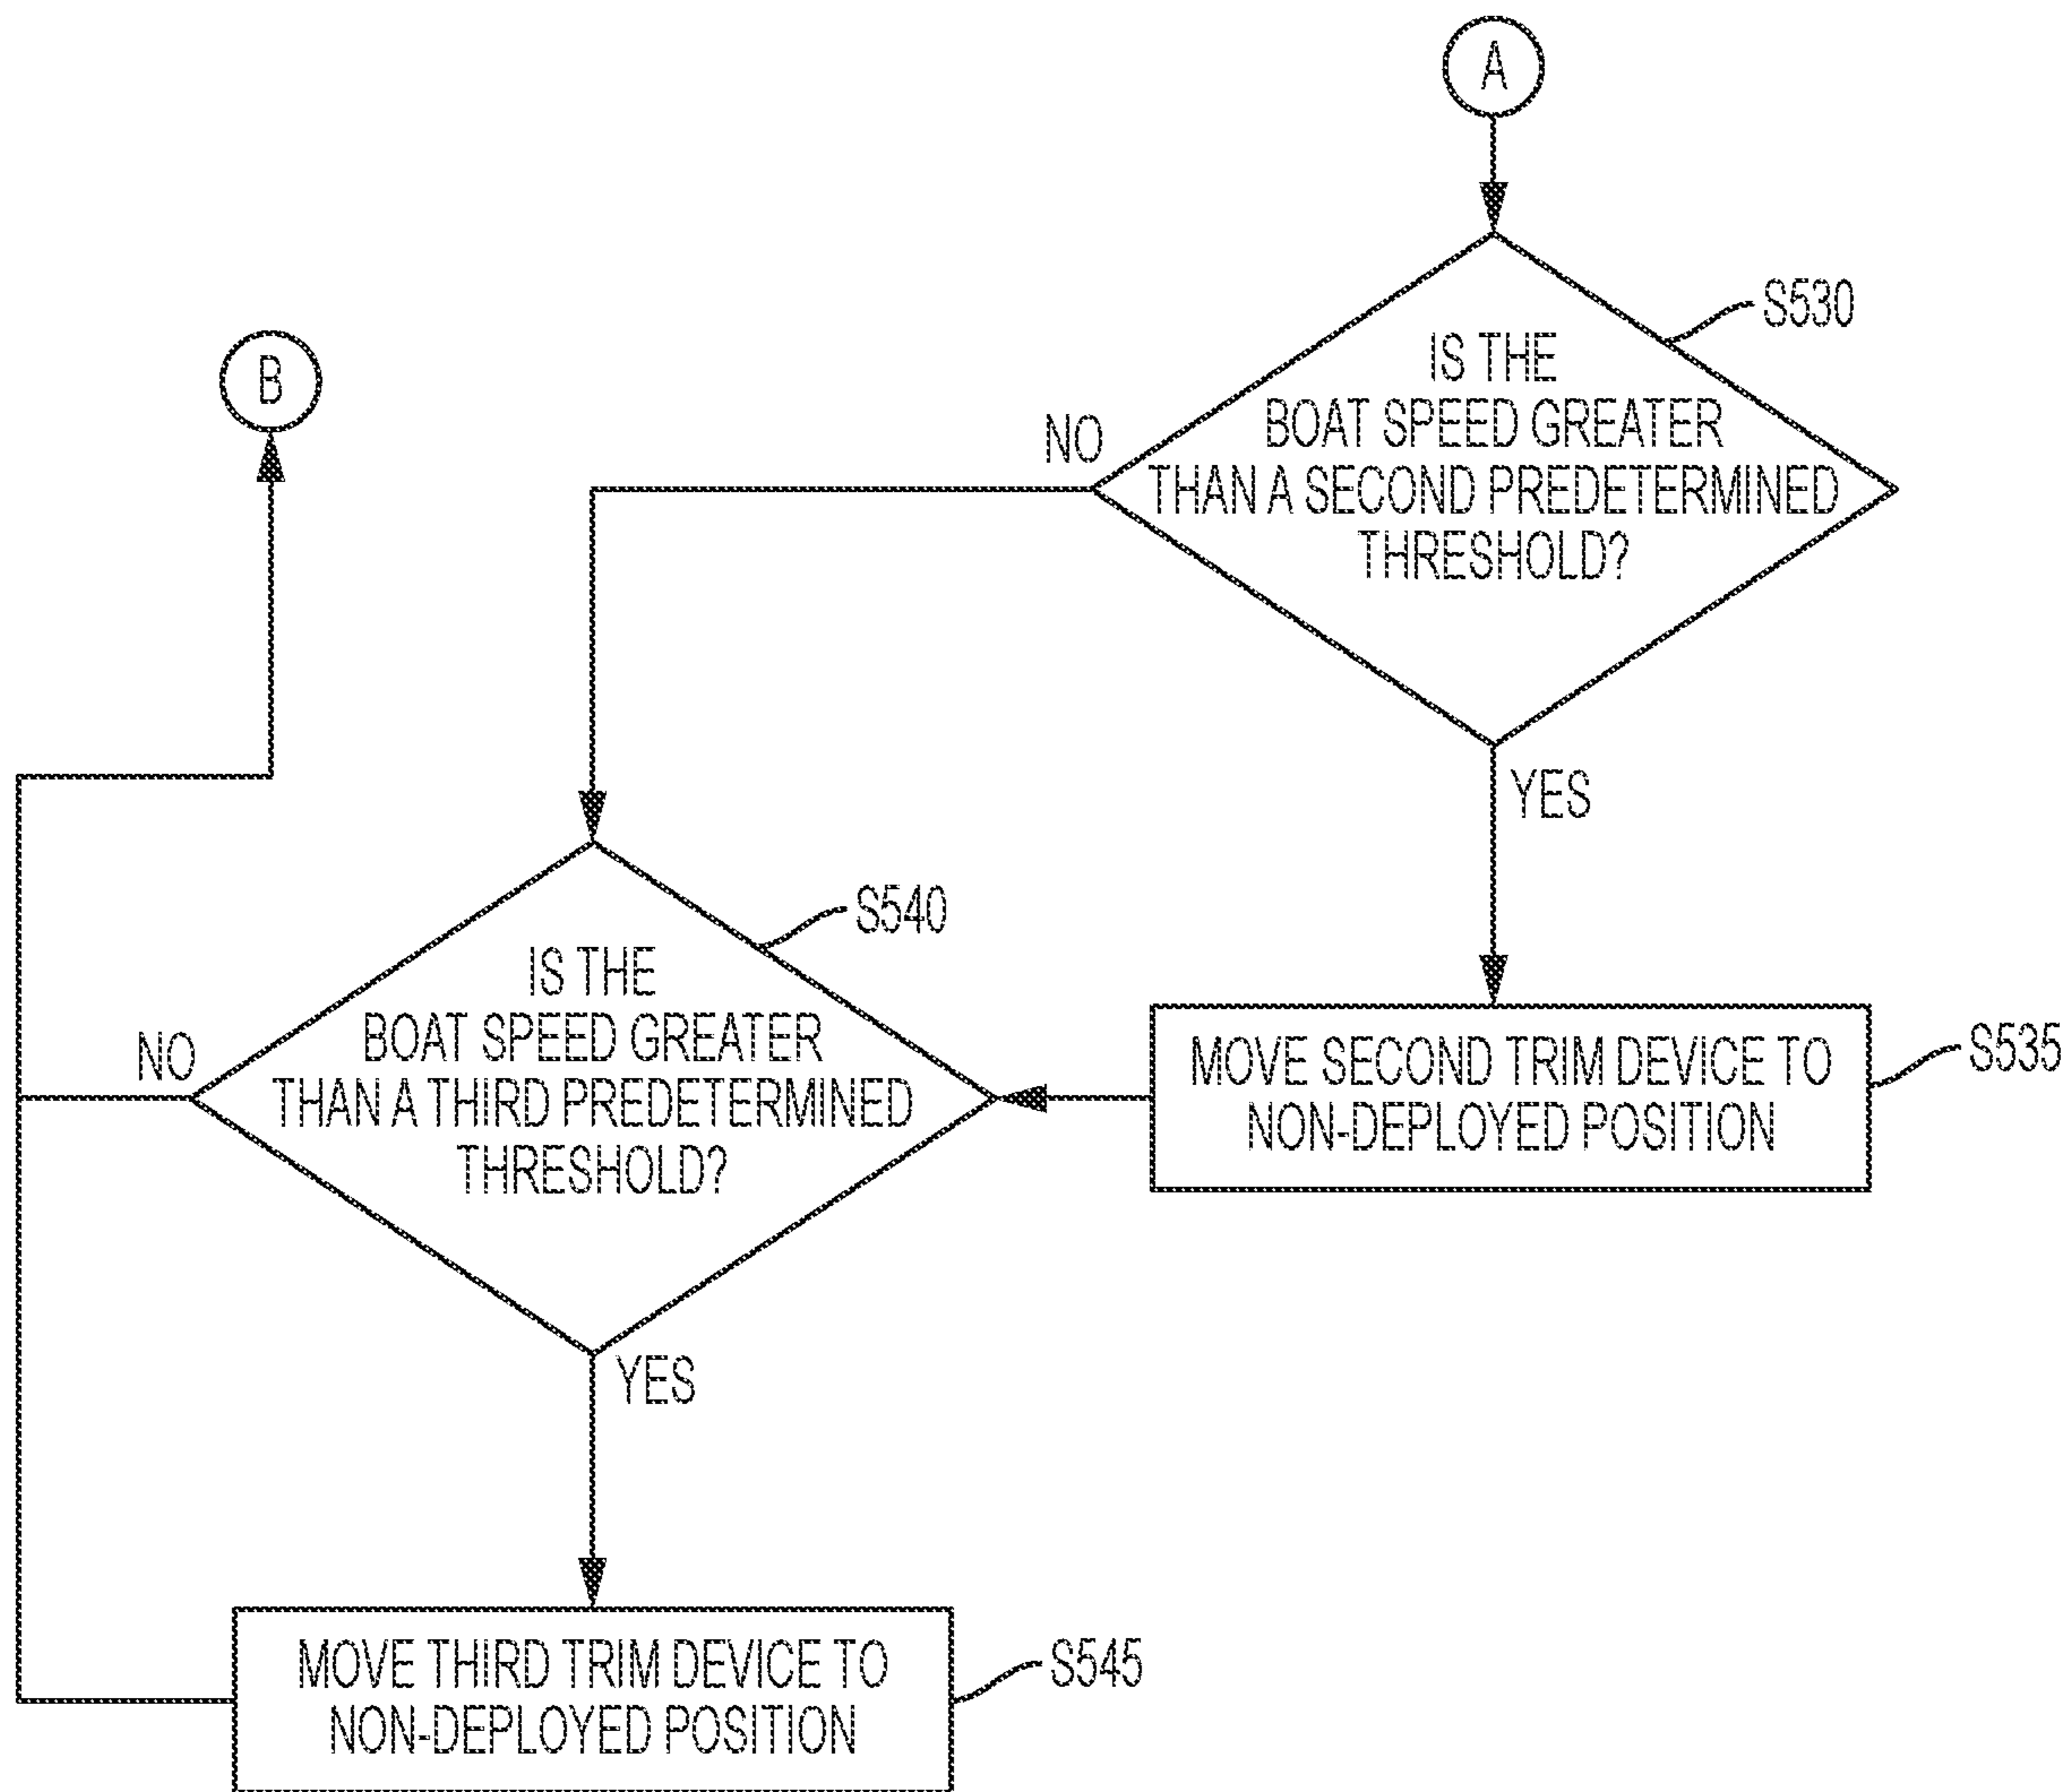 A
S530
IS THE
BOAT SPEED GREATER
THAN A SECOND PREDETERMINED
THRESHOLD?
NO
YES
B
S540
IS THE
BOAT SPEED GREATER
THAN A THIRD PREDETERMINED
THRESHOLD?
NO
YES
MOVE SECOND TRIM DEVICE TO
NON-DEPLOYED POSITION
S535
MOVE THIRD TRIM DEVICE TO
NON-DEPLOYED POSITION
S545